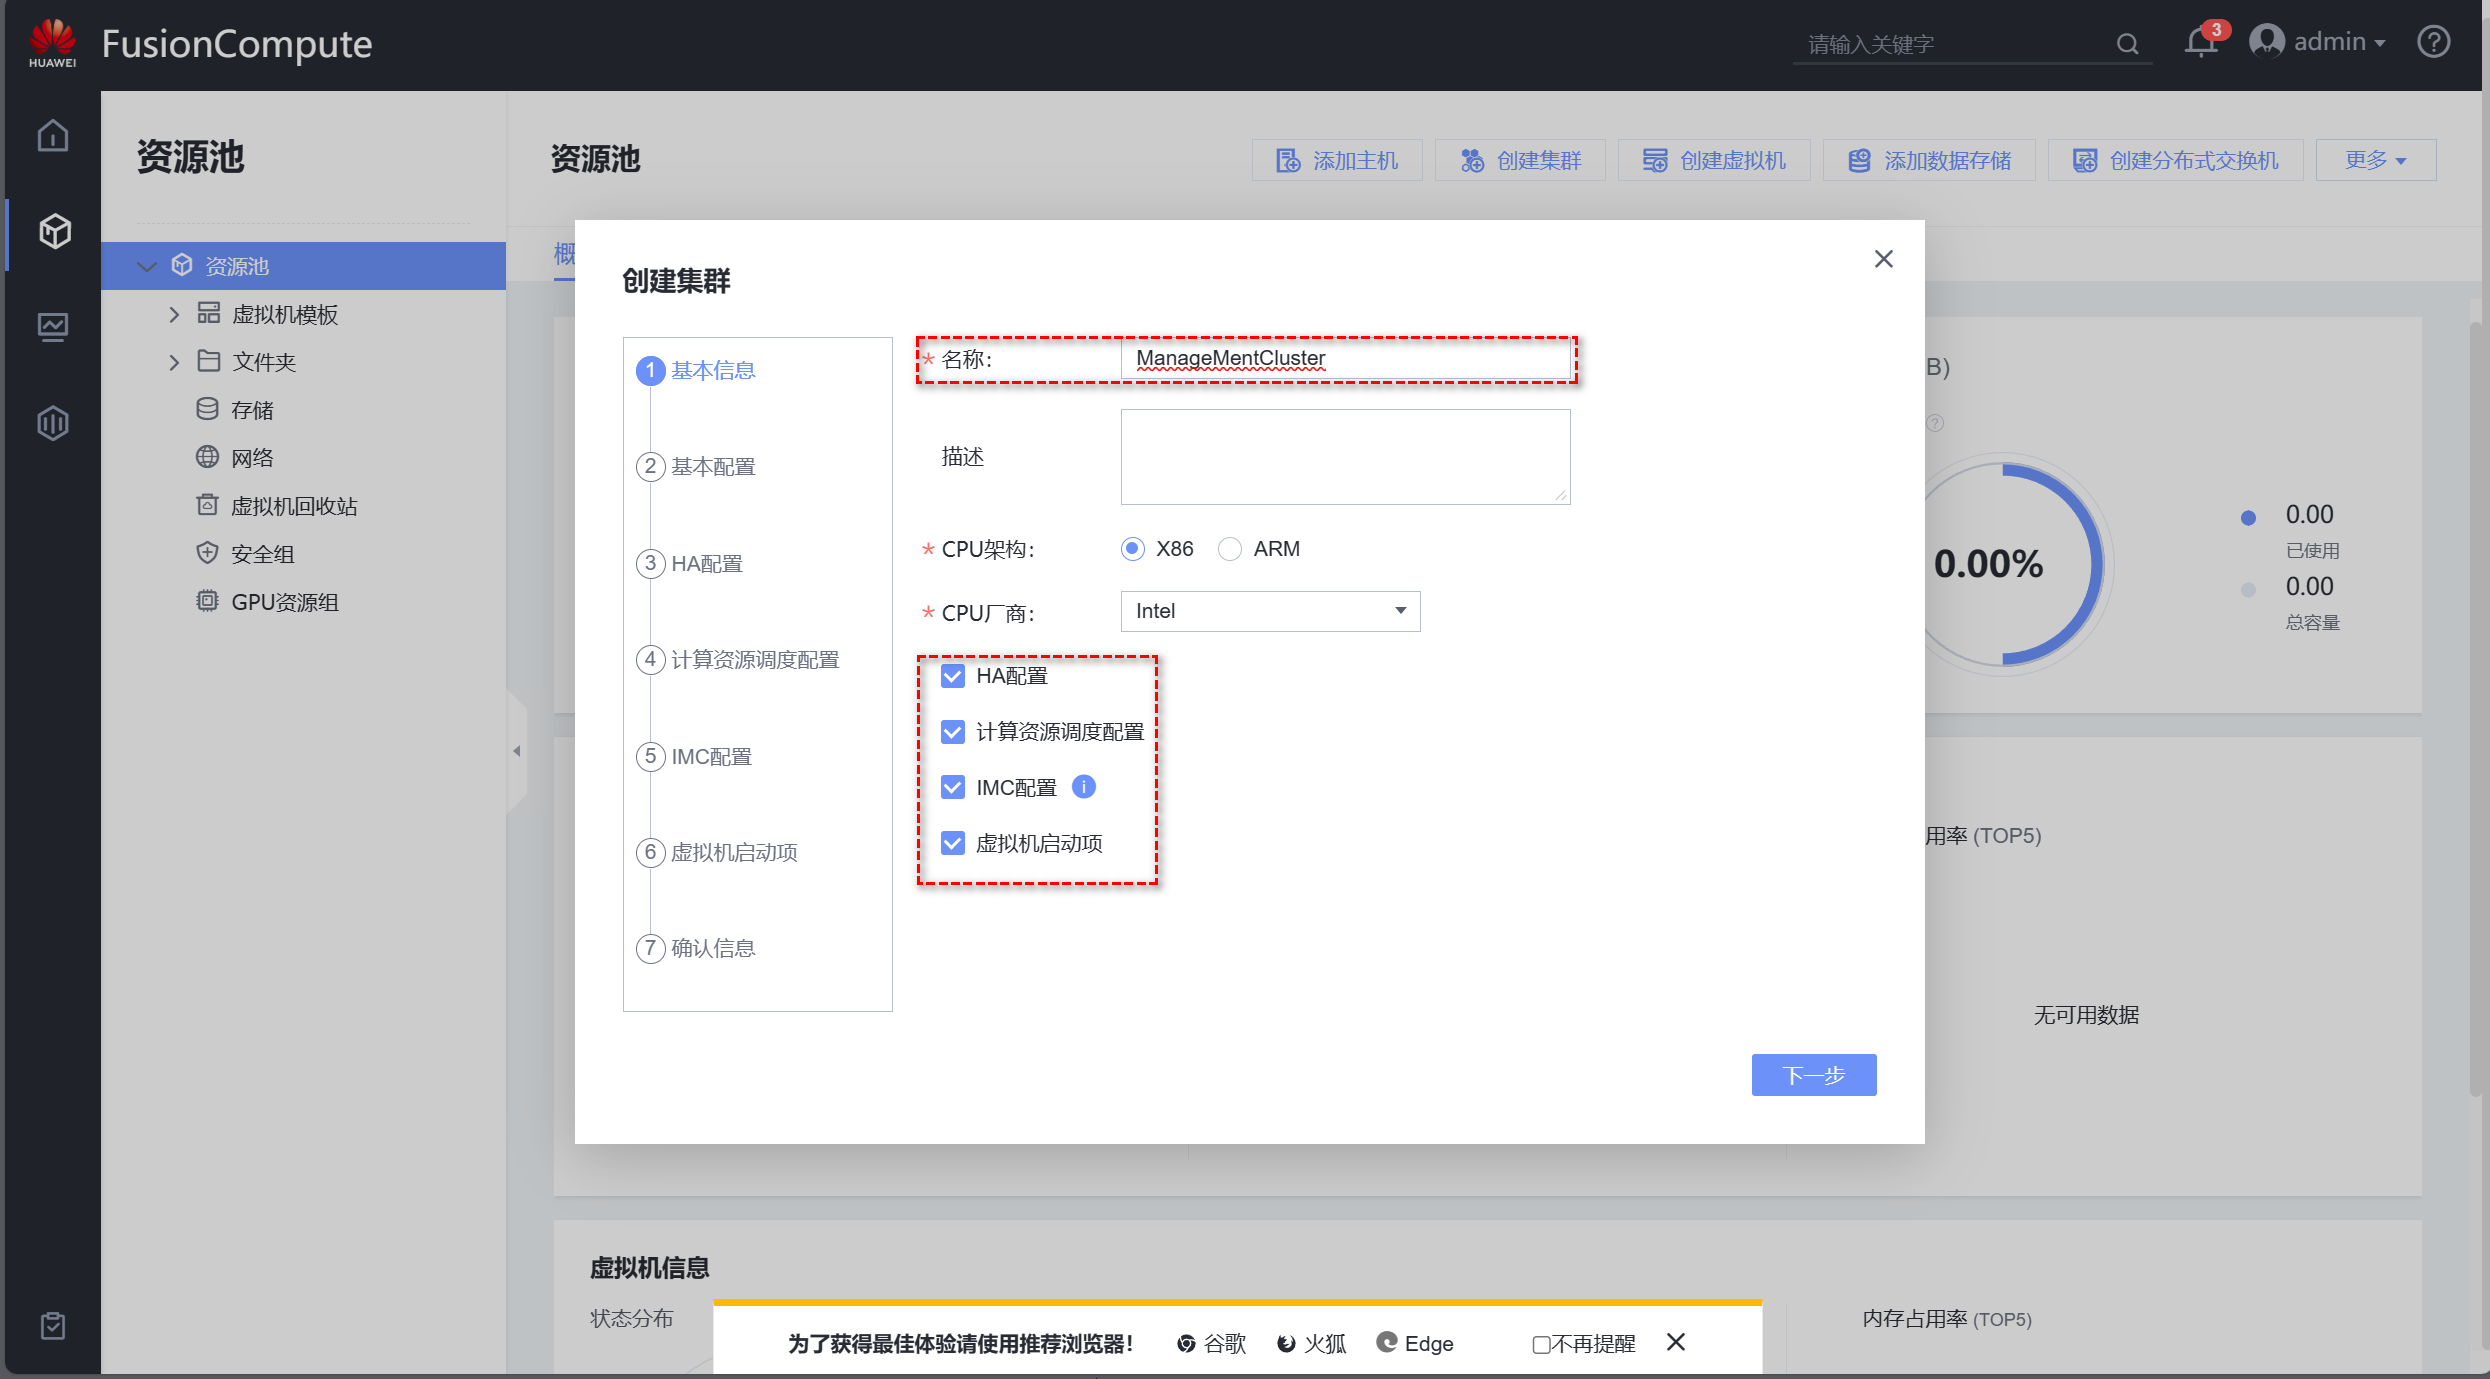 HUAWEI
FusionCompute
请输入关键字
3
admin
资源池
资源池
虚拟机模板
文件夹
存储
网络
虚拟机回收站
安全组
GPU资源组
资源池
添加主机
创建集群
创建虚拟机
添加数据存储
创建分布式交换机
更多
概
创建集群
1 基本信息
2 基本配置
3 HA配置
4 计算资源调度配置
5 IMC配置
6 虚拟机启动项
7 确认信息
* 名称: ManageMentCluster
描述
* CPU架构: X86 ARM
* CPU厂商: Intel
HA配置
计算资源调度配置
IMC配置
虚拟机启动项
下一步
B)
0.00%
0.00
已使用
0.00
总容量
用率 (TOP5)
无可用数据
虚拟机信息
状态分布
内存占用率 (TOP5)
为了获得最佳体验请使用推荐浏览器! 谷歌 火狐 Edge 不再提醒